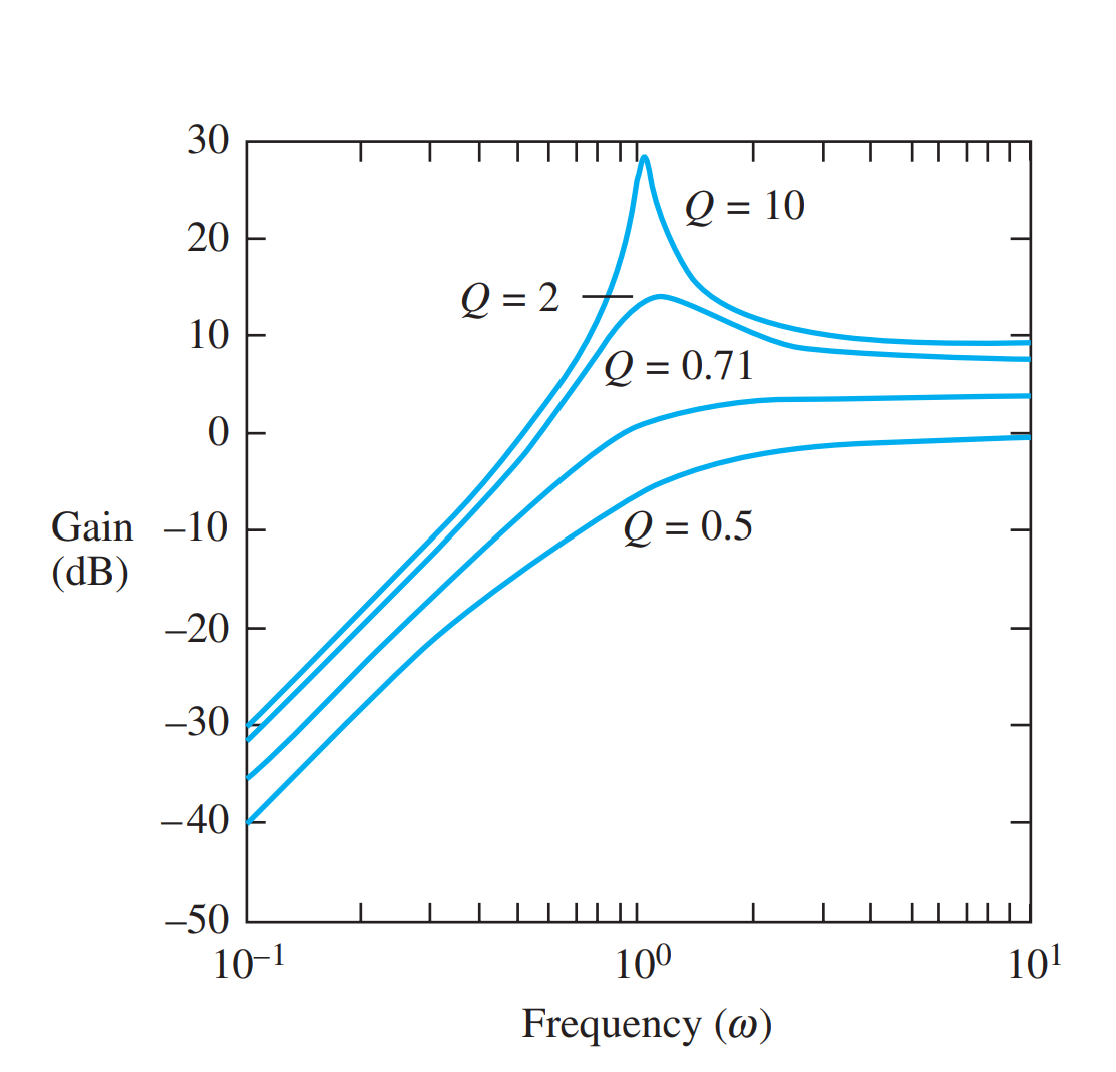 30
20
10
0
–10
–20
–30
–40
–50
Gain
(dB)
Q = 10
Q = 2
Q = 0.71
Q = 0.5
10⁻¹
10⁰
10¹
Frequency (ω)